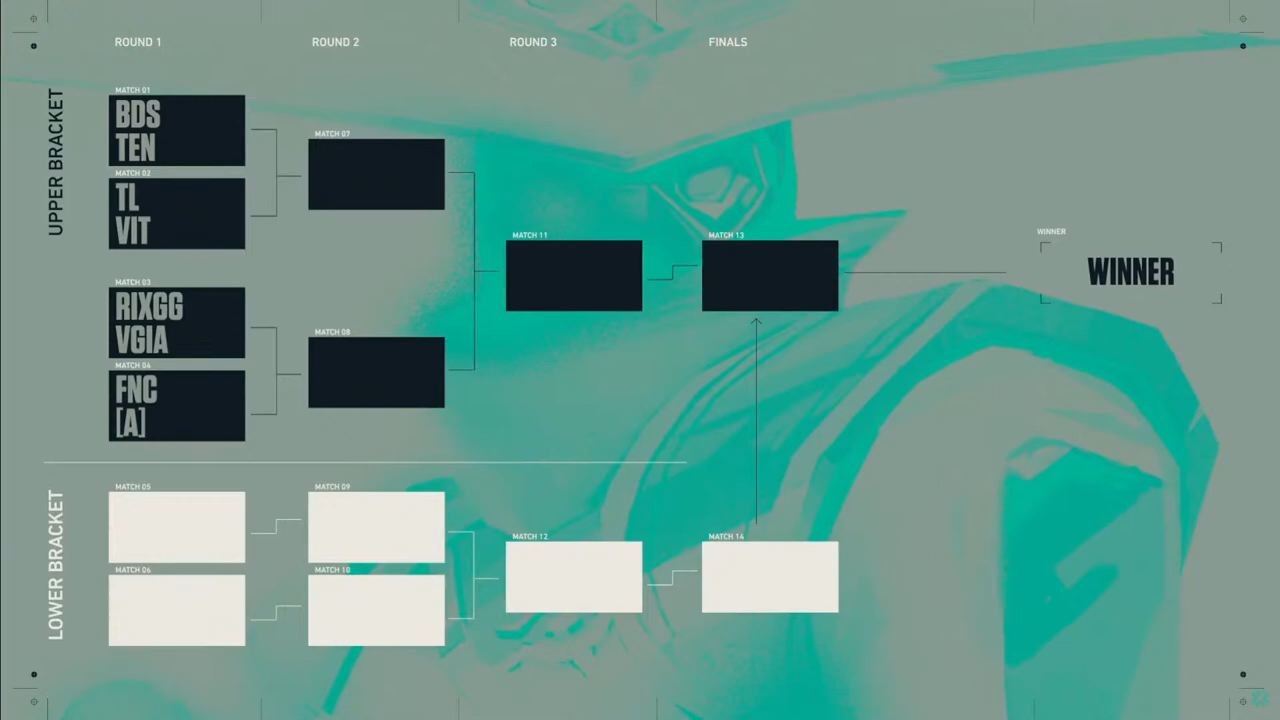 ROUND 1
ROUND 2
ROUND 3
FINALS
UPPER BRACKET
MATCH 01
BDS
TEN
MATCH 02
TL
VIT
MATCH 03
RIXGG
VGIA
MATCH 04
FNC
[A]
MATCH 07
MATCH 08
MATCH 11
MATCH 13
WINNER
WINNER
LOWER BRACKET
MATCH 05
MATCH 06
MATCH 09
MATCH 10
MATCH 12
MATCH 14